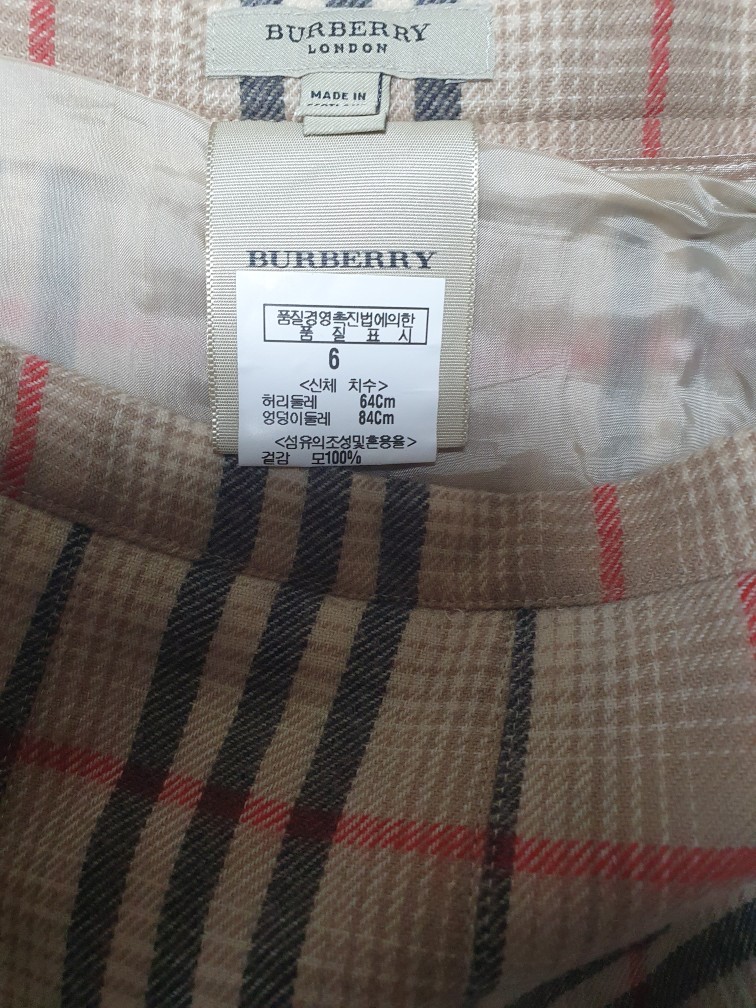 BURBERRY
LONDON
MADE IN
BURBERRY
품질경영촉진법에의한
품 질 표 시
6
<신체 치수>
허리둘레 64Cm
엉덩이둘레 84Cm
<섬유의조성및혼용율>
겉감 모100%